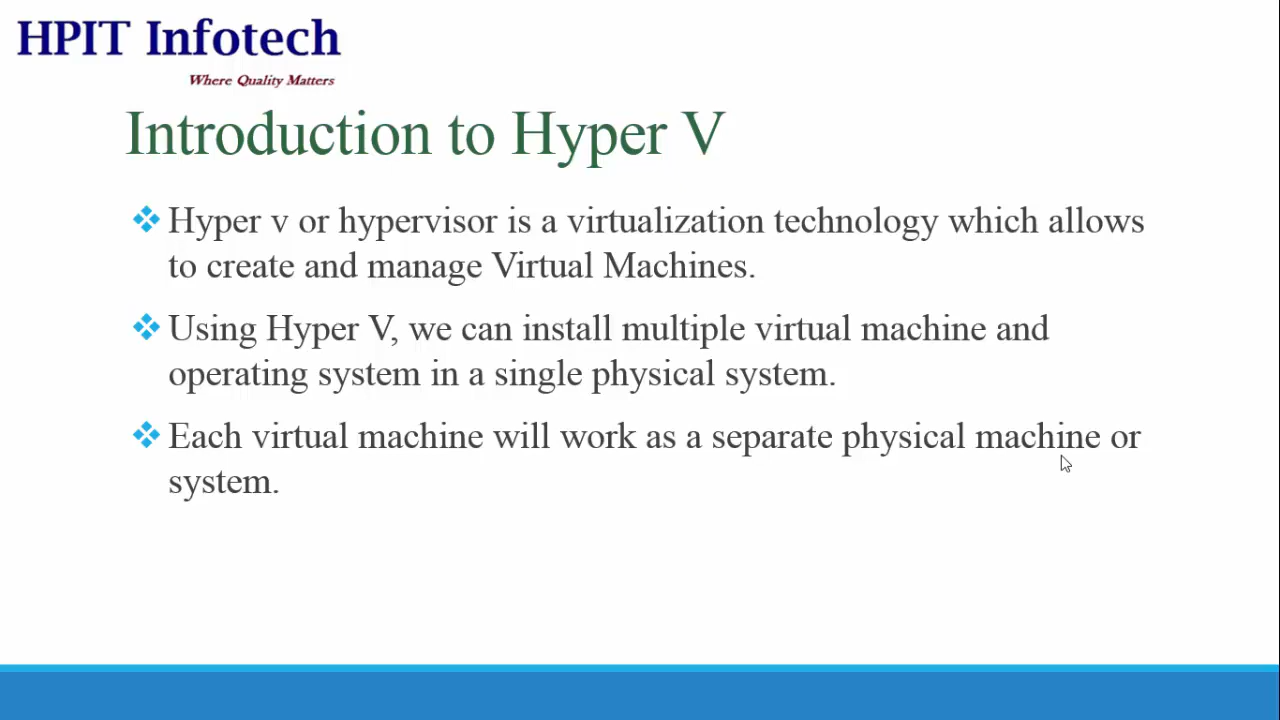 HPIT Infotech
Where Quality Matters
Introduction to Hyper V
Hyper v or hypervisor is a virtualization technology which allows
to create and manage Virtual Machines.
Using Hyper V, we can install multiple virtual machine and
operating system in a single physical system.
Each virtual machine will work as a separate physical machine or
system.